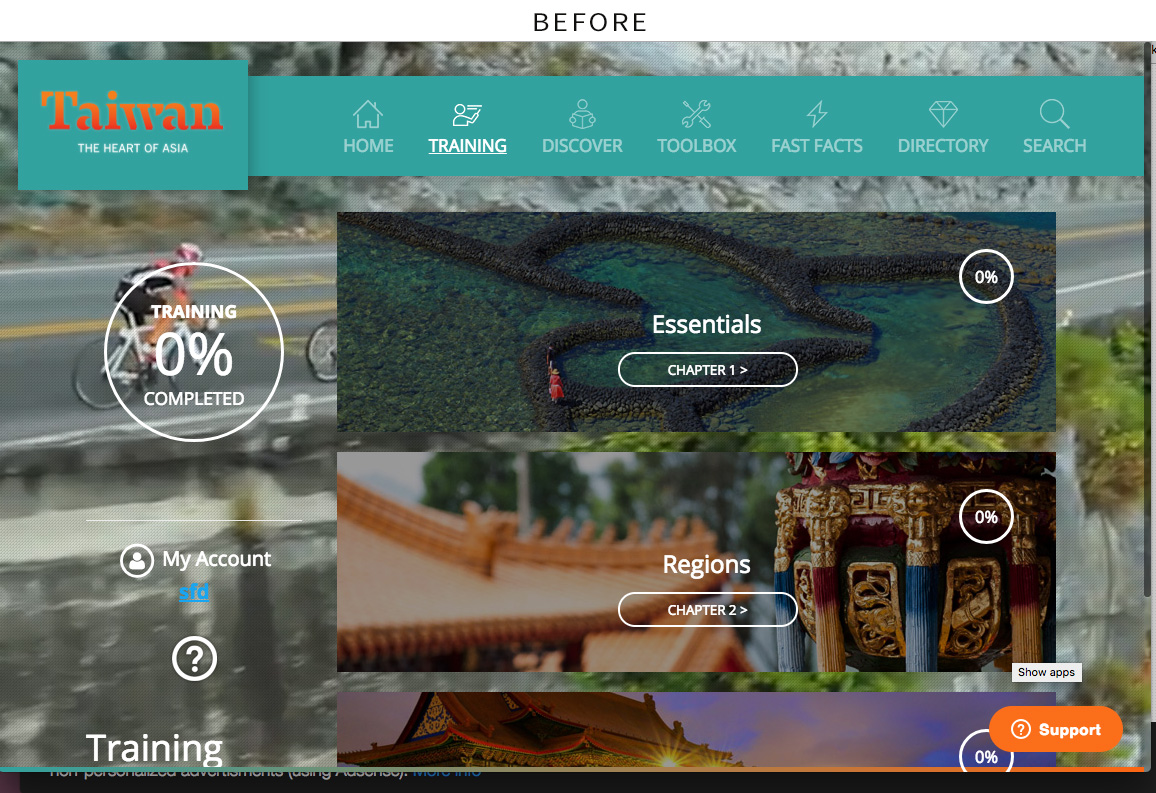 BEFORE
Taiwan
THE HEART OF ASIA
HOME
TRAINING
DISCOVER
TOOLBOX
FAST FACTS
DIRECTORY
SEARCH
TRAINING
0%
COMPLETED
My Account
sfd
Training
0%
Essentials
CHAPTER 1 >
0%
Regions
CHAPTER 2 >
Show apps
0%
Support
non-personalized advertisments (using Adsense). More info